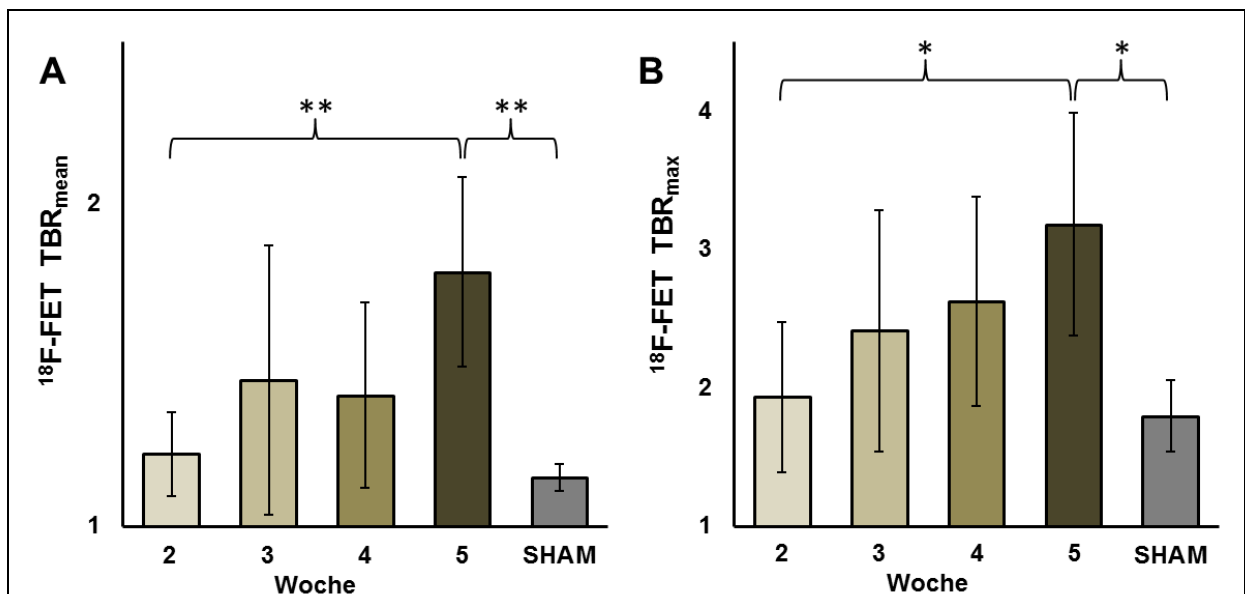 A
** **
2
1
¹⁸F-FET TBRmean
2 3 4 5 SHAM
Woche
B
* *
4
3
2
1
¹⁸F-FET TBRmax
2 3 4 5 SHAM
Woche